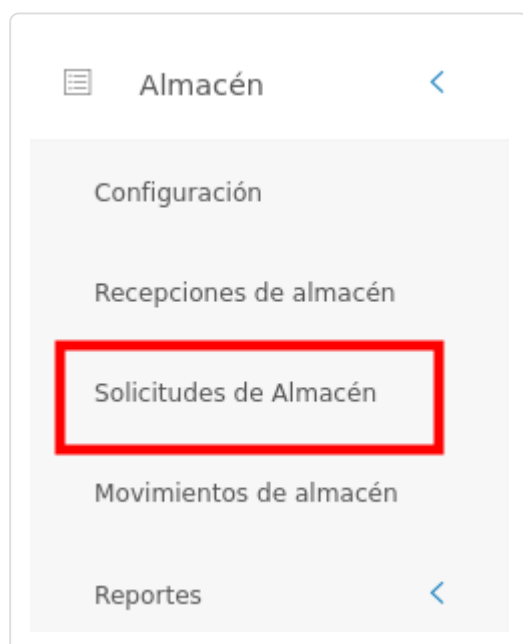 Almacén
Configuración
Recepciones de almacén
Solicitudes de Almacén
Movimientos de almacén
Reportes